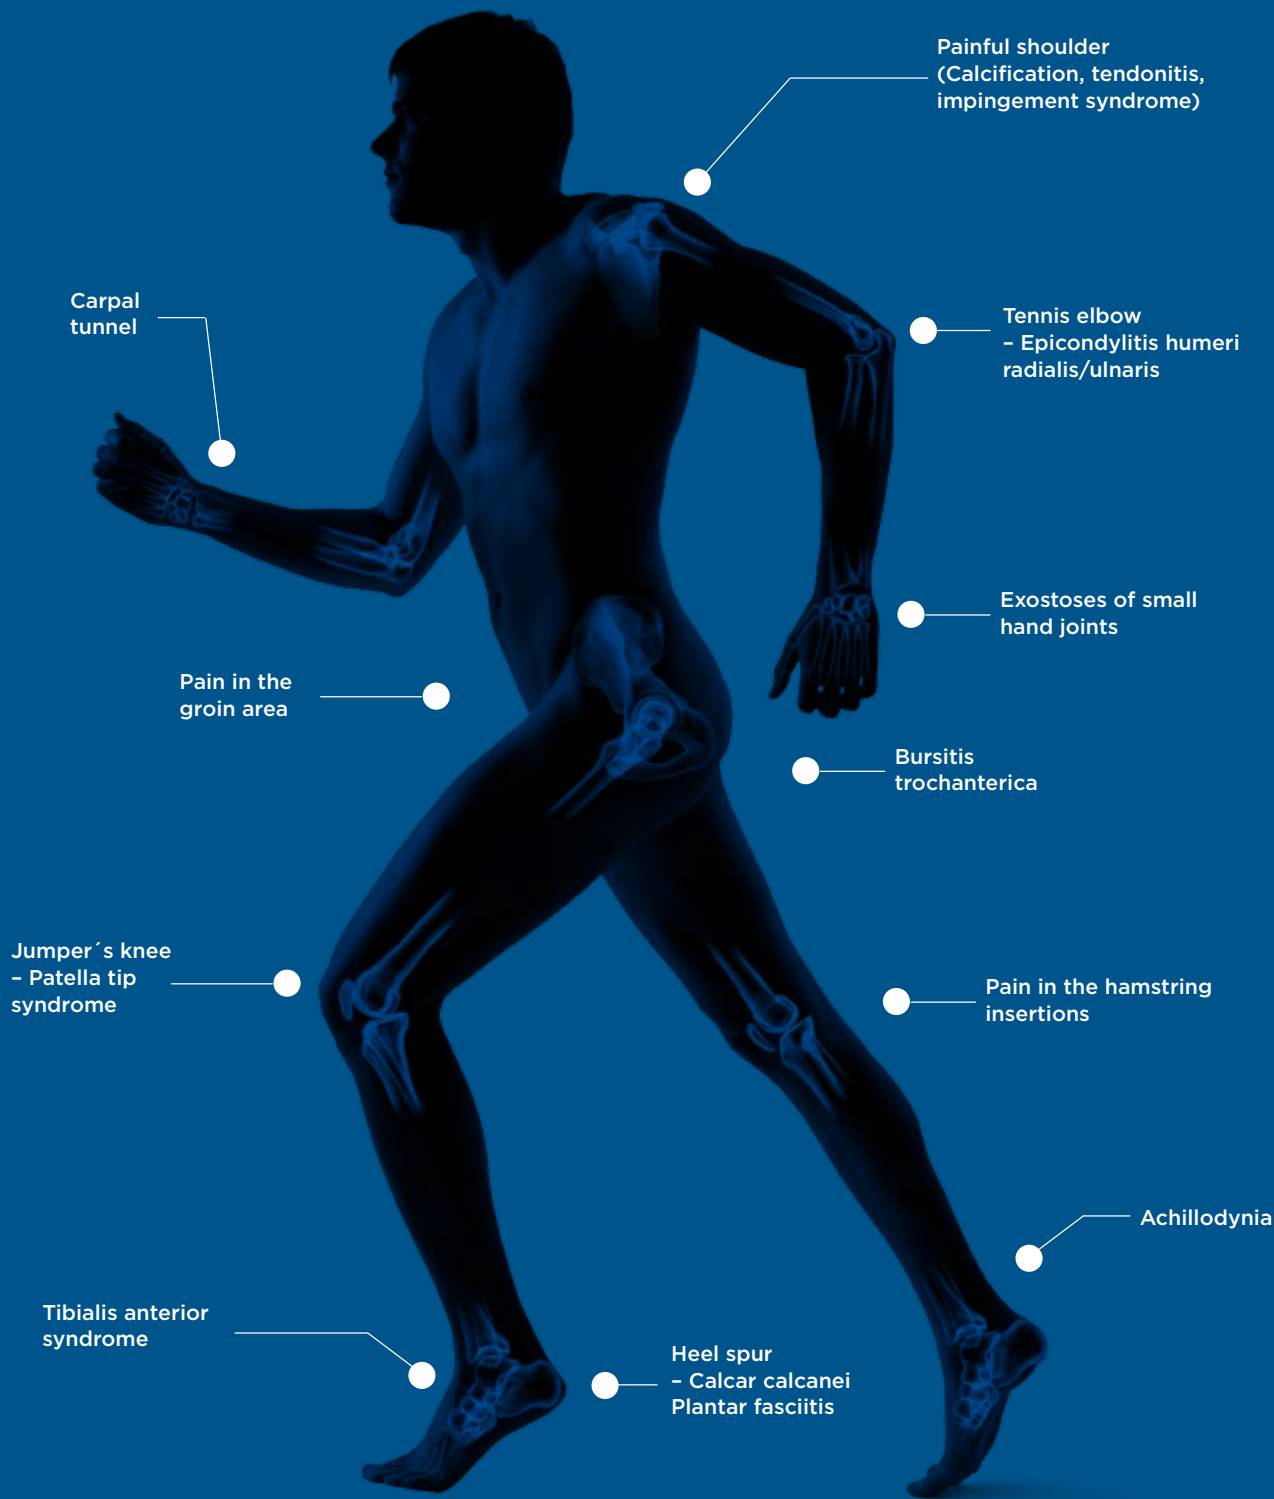 Painful shoulder
(Calcification, tendonitis,
impingement syndrome)
Carpal
tunnel
Tennis elbow
– Epicondylitis humeri
radialis/ulnaris
Exostoses of small
hand joints
Pain in the
groin area
Bursitis
trochanterica
Jumper´s knee
– Patella tip
syndrome
Pain in the hamstring
insertions
Achillodynia
Tibialis anterior
syndrome
Heel spur
– Calcar calcanei
Plantar fasciitis